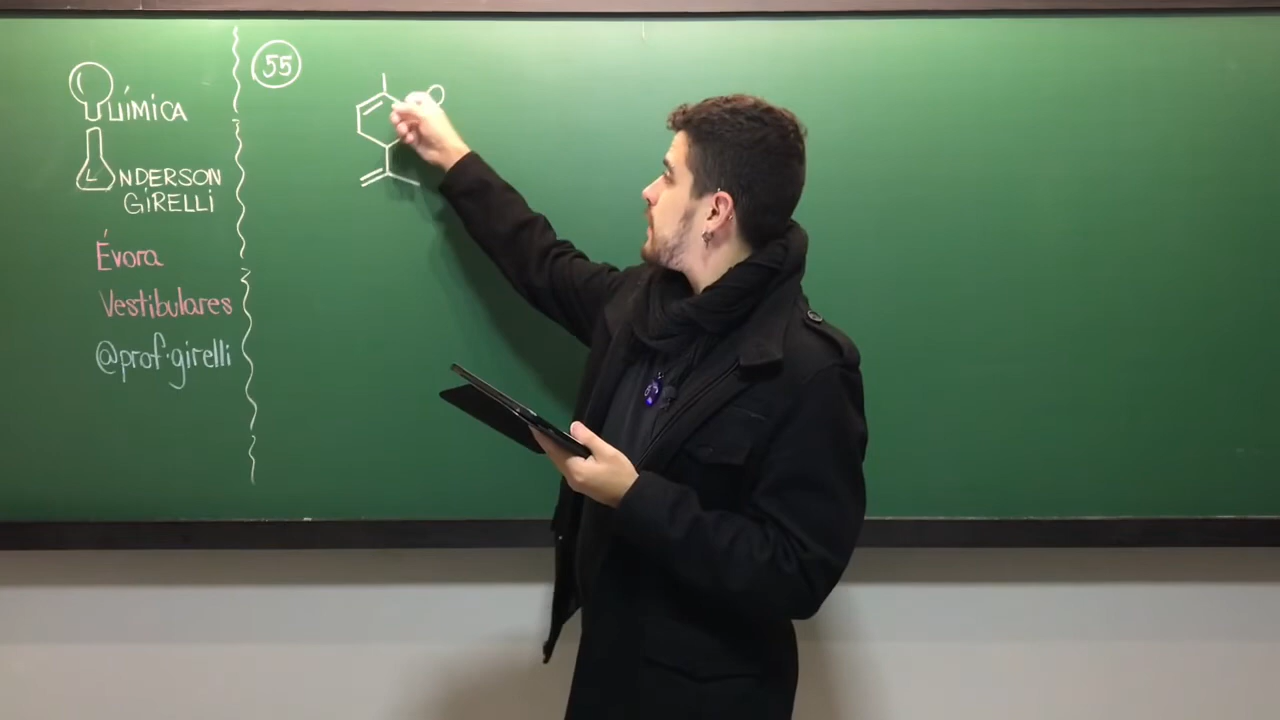 QUÍMICA
ANDERSON
GIRELLI
Évora
Vestibulares
@prof.girelli
55
O